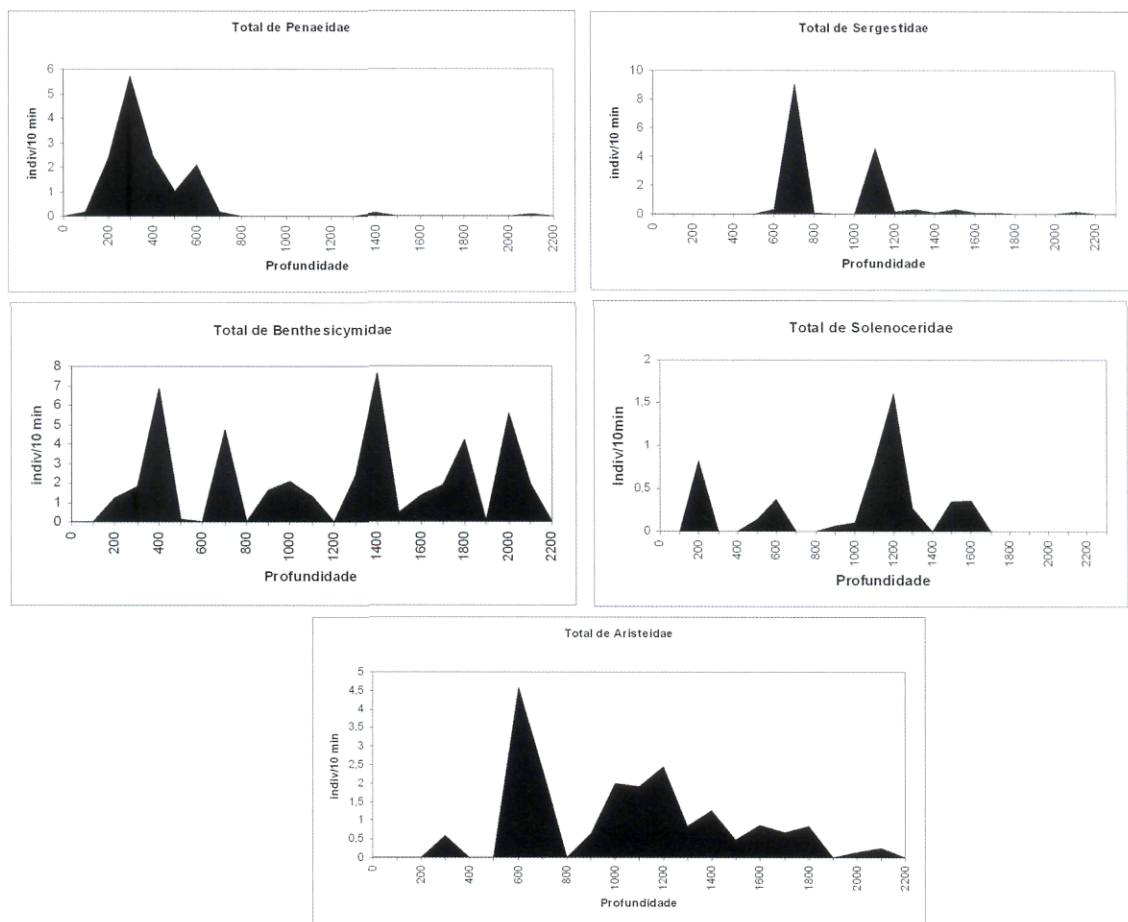 Total de Penaeidae
indiv/10 min
6
5
4
3
2
1
0
0 200 400 600 800 1000 1200 1400 1600 1800 2000 2200
Profundidade
Total de Sergestidae
indiv/10 min
10
8
6
4
2
0
0 200 400 600 800 1000 1200 1400 1600 1800 2000 2200
Profundidade
Total de Benthesicymidae
indiv/10 min
8
7
6
5
4
3
2
1
0
0 200 400 600 800 1000 1200 1400 1600 1800 2000 2200
Profundidade
Total de Solenoceridae
Indiv/10min
2
1,5
1
0,5
0
0 200 400 600 800 1000 1200 1400 1600 1800 2000 2200
Profundidade
Total de Aristeidae
indiv/10 min
5
4,5
4
3,5
3
2,5
2
1,5
1
0,5
0
0 200 400 600 800 1000 1200 1400 1600 1800 2000 2200
Profundidade